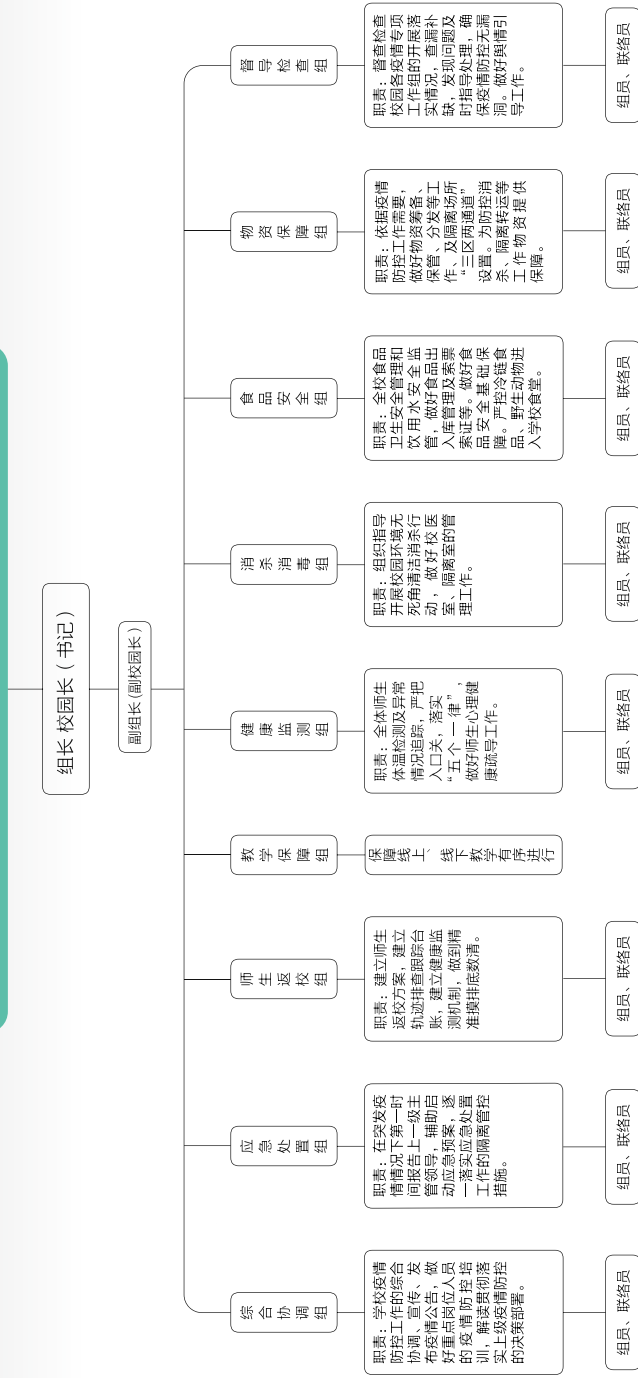 组长 校园长（书记）
副组长(副校园长)
综合协调组
职责：学校疫情
防控工作的综合
协调、宣传、发
布疫情公告，做
好重点岗位人员
的疫情防控培
训，解读贯彻落
实上级疫情防控
的决策部署。
组员、联络员
应急处置组
职责：在突发疫
情情况下第一时
间报告上一级主
管领导，辅助启
动应急预案，逐
一落实应急处置
工作的隔离管控
措施。
组员、联络员
师生返校组
职责：建立师生
返校方案，建立
轨迹排查跟踪台
账，建立健康监
测机制，做到精
准摸排底数清。
组员、联络员
教学保障组
保障线上、线下教学有序进行
健康监测组
职责：全体师生
体温检测及异常
情况追踪，严把
入口关，落实
“五个一律”，
做好师生心理健
康疏导工作。
组员、联络员
消杀消毒组
职责：组织指导
开展校园环境无
死角清洁消杀行
动，做好校医
室、隔离室的管
理工作。
组员、联络员
食品安全组
职责：全校食品
卫生安全管理和
饮用水安全监
管，做好食品出
入库管理及索票
索证等。做好食
品安全基础保
障。严控冷链食
品、野生动物进
入学校食堂。
组员、联络员
物资保障组
职责：依据疫情
防控工作需要，
做好物资筹备、
保管、分发等工
作、及隔离场所
“三区两通道”
设置。为防控消
杀、隔离转运等
工作物资提供
保障。
组员、联络员
督导检查组
职责：督查检查
校园各疫情专项
工作组的开展落
实情况，查漏补
缺，发现问题及
时指导处理，确
保疫情防控无漏
洞。做好舆情引
导工作。
组员、联络员